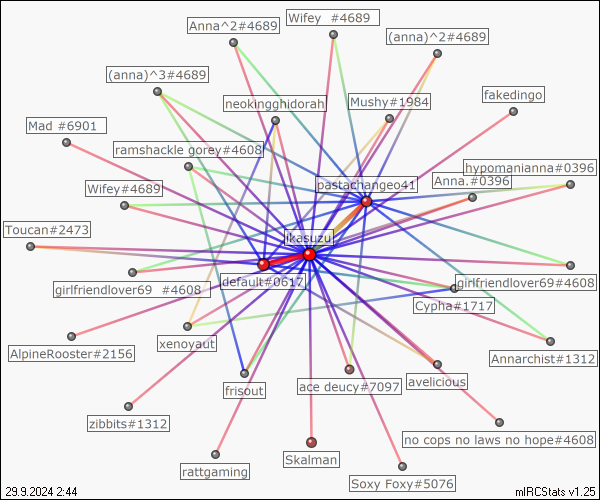 Anna^2#4689
Wifey  #4689
(anna)^2#4689
(anna)^3#4689
neokingghidorah
Mushy#1984
fakedingo
Mad #6901
ramshackle gorey#4608
hypomanianna#0396
pastachangeo41
Anna.#0396
Wifey#4689
Toucan#2473
ikasuzu
girlfriendlover69  #4608
default#0617
girlfriendlover69#4608
Cypha#1717
AlpineRooster#2156
xenoyaut
Annarchist#1312
frisout
ace deucy#7097
avelicious
zibbits#1312
no cops no laws no hope#4608
rattgaming
Skalman
Soxy Foxy#5076
29.9.2024 2:44
mIRCStats v1.25